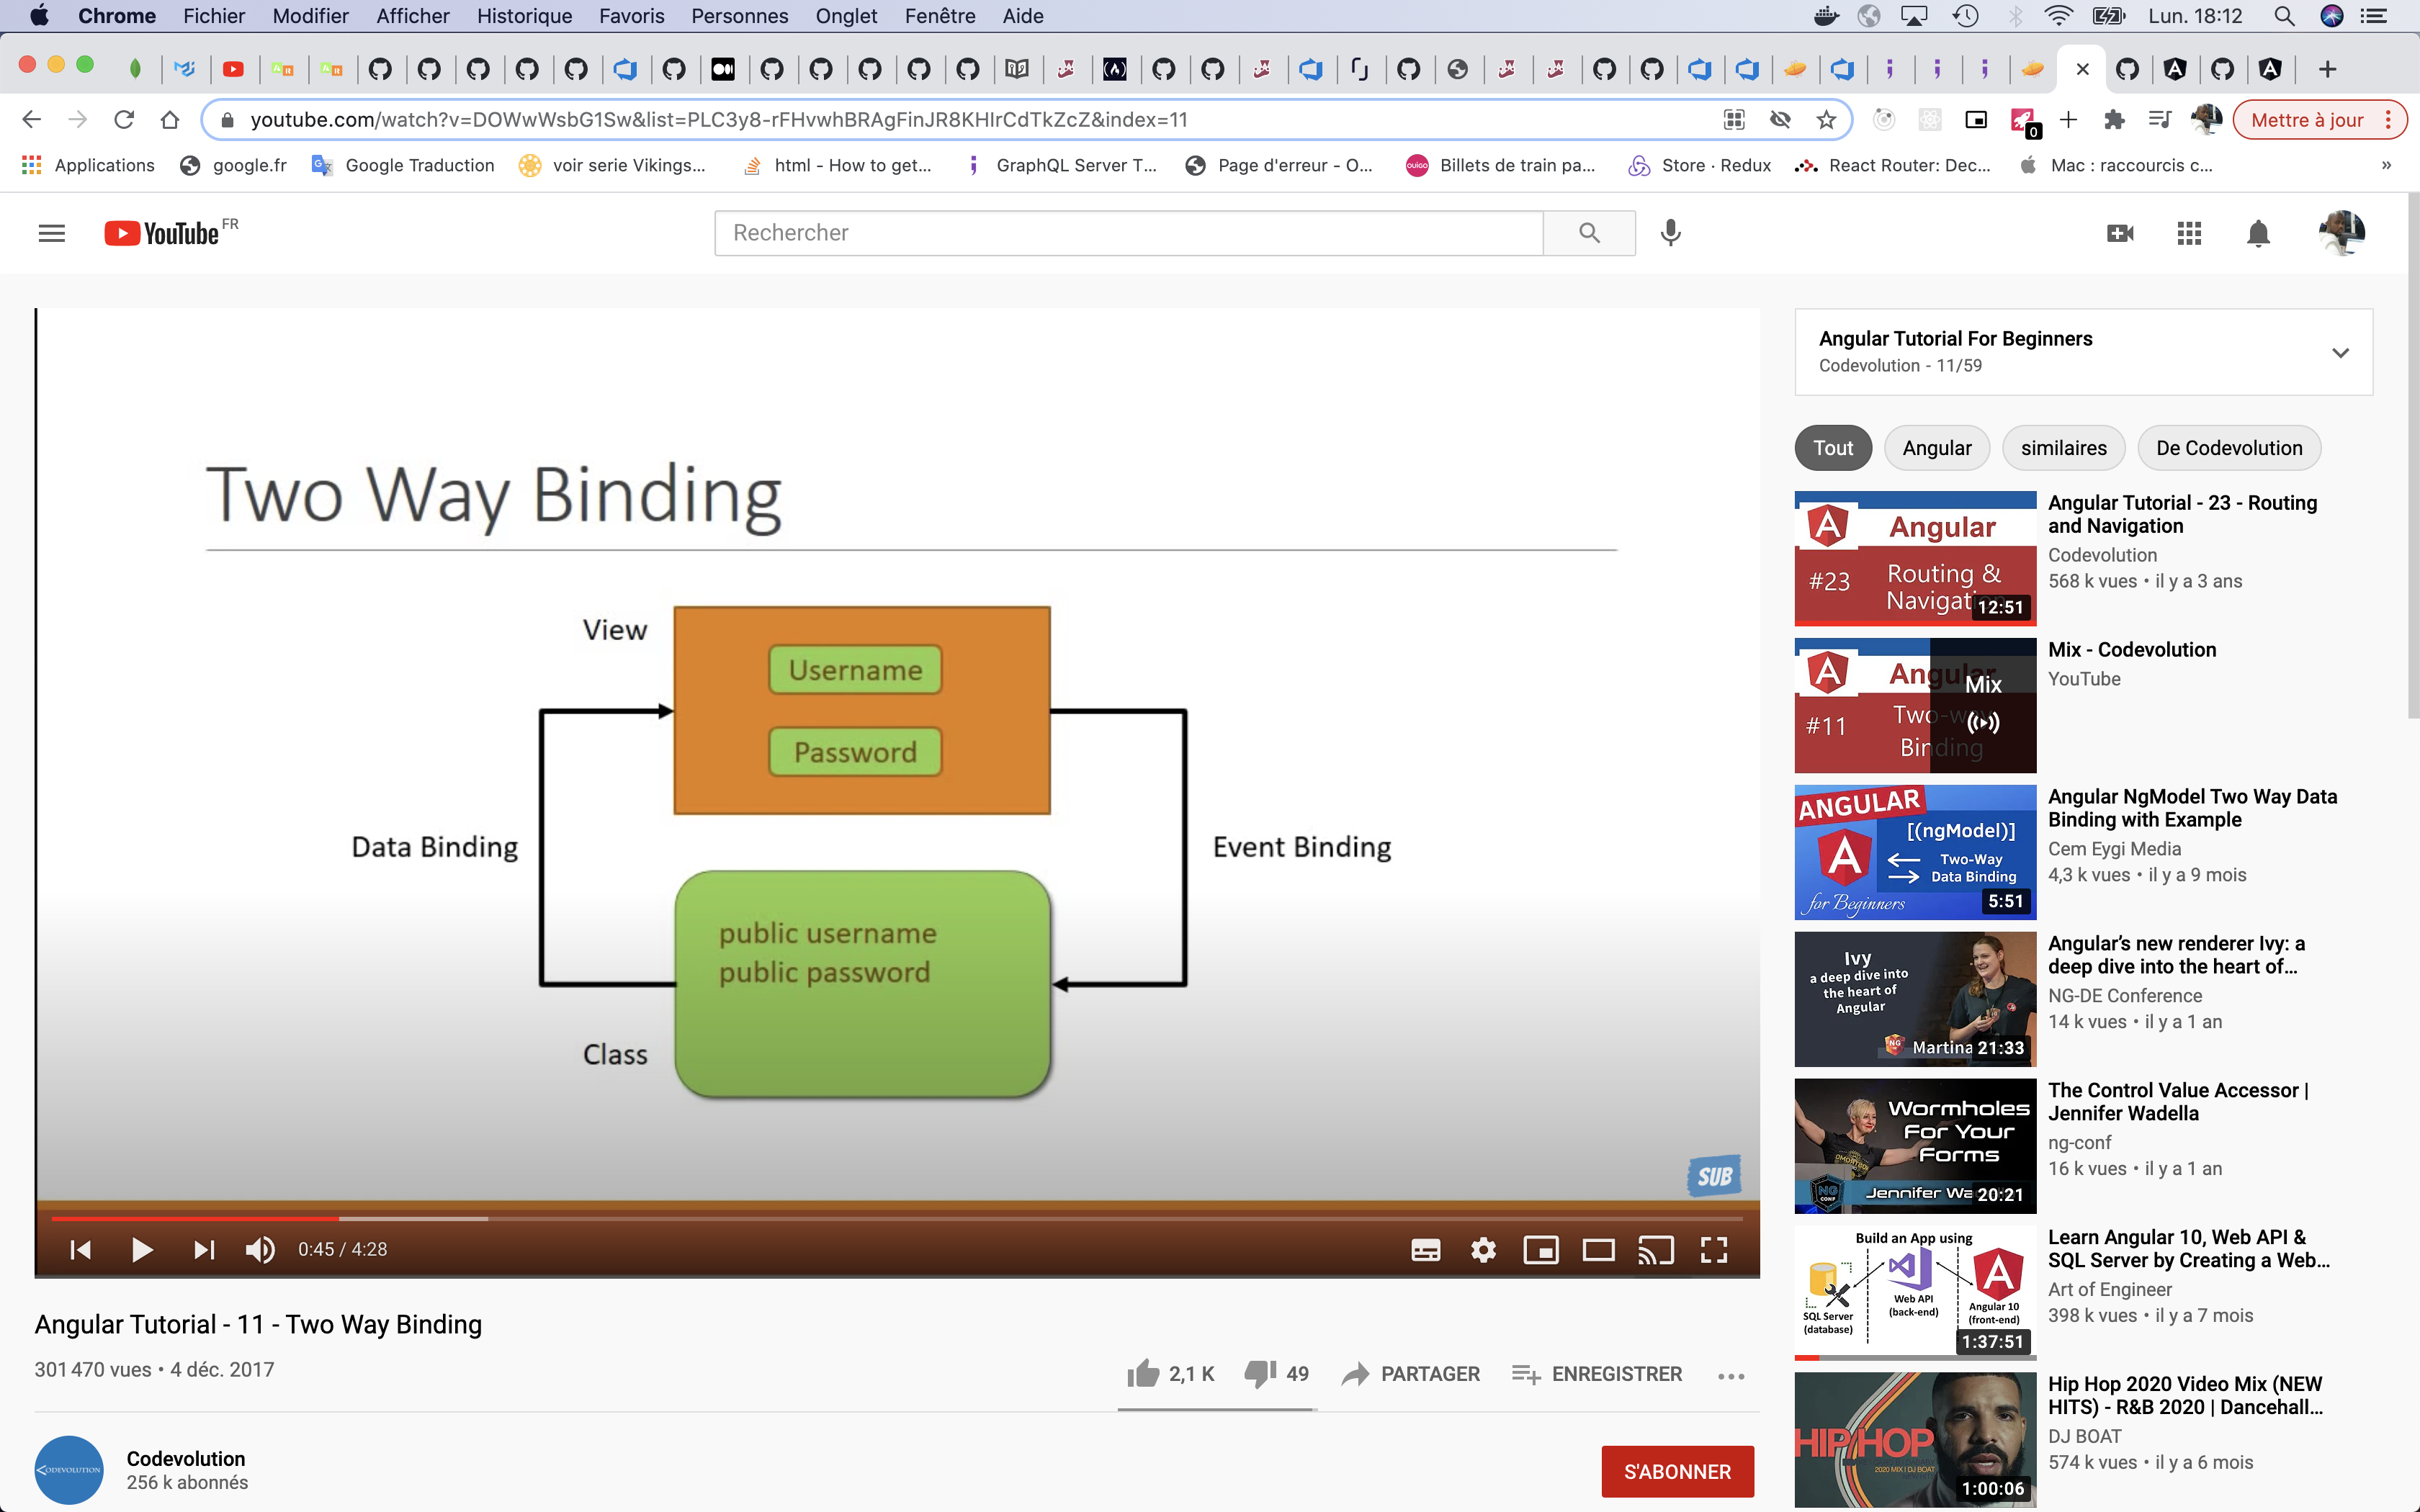 Chrome Fichier Modifier Afficher Historique Favoris Personnes Onglet Fenêtre Aide Lun. 18:12
youtube.com/watch?v=DOWwWsbG1Sw&list=PLC3y8-rFHvwhBRAgFinJR8KHIrCdTkZcZ&index=11 0 Mettre à jour
Applications google.fr Google Traduction voir serie Vikings... html - How to get... GraphQL Server T... Page d'erreur - O... Billets de train pa... Store · Redux React Router: Dec... Mac : raccourcis c... »
YouTube FR
Rechercher
Two Way Binding
View
Username
Password
Data Binding
Event Binding
public username
public password
Class
SUB
0:45 / 4:28
Angular Tutorial - 11 - Two Way Binding
301 470 vues • 4 déc. 2017
2,1 K 49 PARTAGER ENREGISTRER
CODEVOLUTION
Codevolution
256 k abonnés
S'ABONNER
Angular Tutorial For Beginners
Codevolution - 11/59
Tout Angular similaires De Codevolution
Angular
#23
Routing &
Navigat
12:51
Angular Tutorial - 23 - Routing
and Navigation
Codevolution
568 k vues • il y a 3 ans
Angular
#11
Two-way
Binding
Mix
Mix - Codevolution
YouTube
ANGULAR
[(ngModel)]
Two-Way
Data Binding
for Beginners
5:51
Angular NgModel Two Way Data
Binding with Example
Cem Eygi Media
4,3 k vues • il y a 9 mois
Ivy
a deep dive into
the heart of
Angular
Martina
21:33
Angular's new renderer Ivy: a
deep dive into the heart of...
NG-DE Conference
14 k vues • il y a 1 an
Wormholes
For Your
Forms
NG
CONF
Jennifer Wa
20:21
The Control Value Accessor |
Jennifer Wadella
ng-conf
16 k vues • il y a 1 an
Build an App using
SQL Server
(database)
Web API
(back-end)
Angular 10
(front-end)
1:37:51
Learn Angular 10, Web API &
SQL Server by Creating a Web...
Art of Engineer
398 k vues • il y a 7 mois
HIP HOP
2020 MIX | DJ BOAT
1:00:06
Hip Hop 2020 Video Mix (NEW
HITS) - R&B 2020 | Dancehall...
DJ BOAT
574 k vues • il y a 6 mois